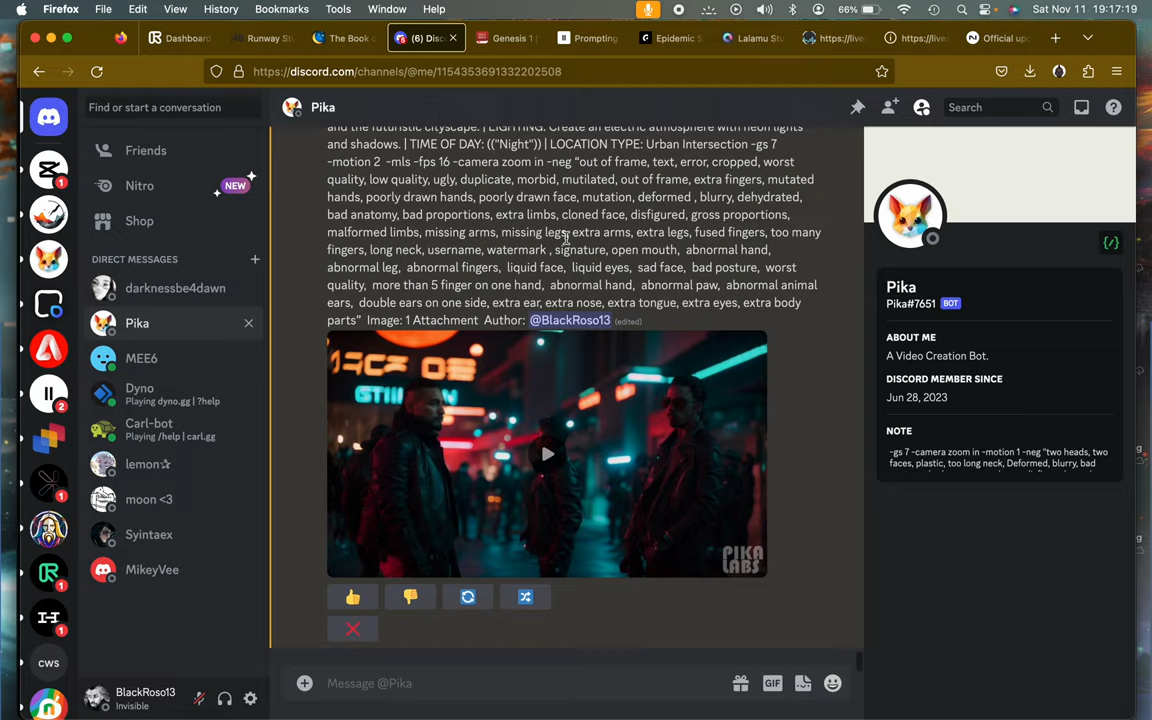 Firefox File Edit View History Bookmarks Tools Window Help 66% Sat Nov 11 19:17:19
Dashboard Runway St The Book o (6) Disc Genesis 1 ( Prompting Epidemic S Lalamu Stu https://live https://live Official up
https://discord.com/channels/@me/1154353691332202508
Find or start a conversation
Pika
Search
Friends
Nitro
NEW
Shop
DIRECT MESSAGES
darknessbe4dawn
Pika
MEE6
Dyno
Playing dyno.gg | ?help
Carl-bot
Playing /help | carl.gg
lemon
moon <3
Syintaex
MikeyVee
1
1
2
1
1
1
CWS
BlackRoso13
Invisible
and the futuristic cityscape. | LIGHTING: Create an electric atmosphere with neon lights
and shadows. | TIME OF DAY: (("Night")) | LOCATION TYPE: Urban Intersection -gs 7
-motion 2 -mls -fps 16 -camera zoom in -neg “out of frame, text, error, cropped, worst
quality, low quality, ugly, duplicate, morbid, mutilated, out of frame, extra fingers, mutated
hands, poorly drawn hands, poorly drawn face, mutation, deformed , blurry, dehydrated,
bad anatomy, bad proportions, extra limbs, cloned face, disfigured, gross proportions,
malformed limbs, missing arms, missing legs, extra arms, extra legs, fused fingers, too many
fingers, long neck, username, watermark , signature, open mouth, abnormal hand,
abnormal leg, abnormal fingers, liquid face, liquid eyes, sad face, bad posture, worst
quality, more than 5 finger on one hand, abnormal hand, abnormal paw, abnormal animal
ears, double ears on one side, extra ear, extra nose, extra tongue, extra eyes, extra body
parts” Image: 1 Attachment Author: @BlackRoso13 (edited)
PIKA
LABS
Message @Pika
GIF
Pika
Pika#7651 BOT
ABOUT ME
A Video Creation Bot.
DISCORD MEMBER SINCE
Jun 28, 2023
NOTE
-gs 7 -camera zoom in -motion 1 -neg “two heads, two
faces, plastic, too long neck, Deformed, blurry, bad